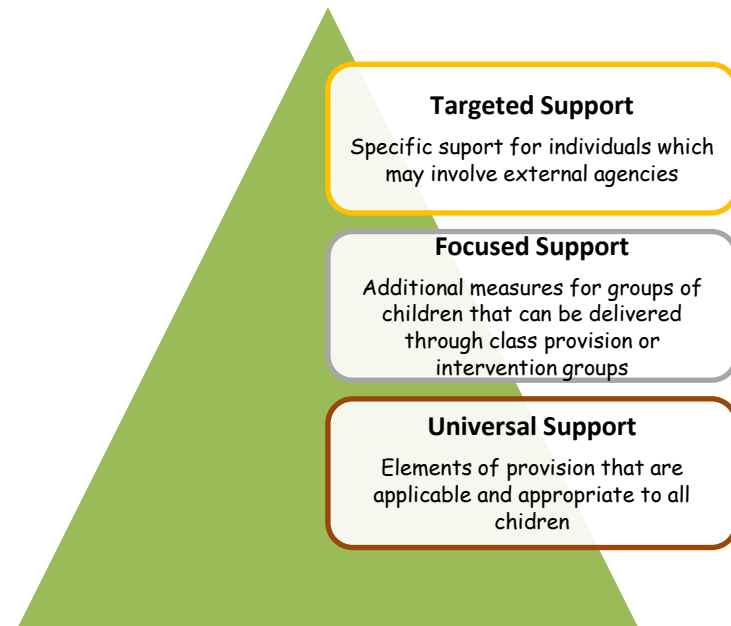 Targeted Support
Specific suport for individuals which
may involve external agencies
Focused Support
Additional measures for groups of
children that can be delivered
through class provision or
intervention groups
Universal Support
Elements of provision that are
applicable and appropriate to all
chidren